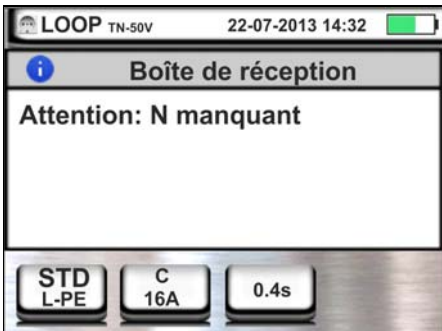 LOOP TN-50V 22-07-2013 14:32
Boîte de réception
Attention: N manquant
STD C
L-PE 16A 0.4s